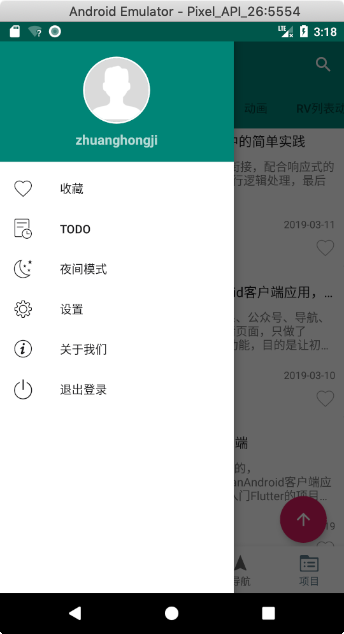 Android Emulator - Pixel_API_26:5554
3:18
zhuanghongji
收藏
TODO
夜间模式
设置
关于我们
退出登录
动画
RV列表动
中的简单实践
衔接，配合响应式的
行逻辑处理，最后
2019-03-11
id客户端应用，...
、公众号、导航、
页面，只做了
功能，目的是让初...
2019-03-10
端
的，
anAndroid客户端应
入门Flutter的项目...
导航
项目